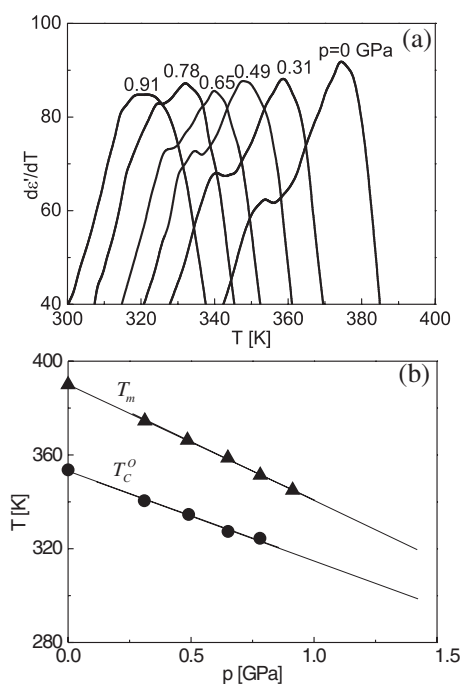 100
(a)
p=0 GPa
0.91
0.78
0.65
0.49
0.31
80
60
40
dε'/dT
300
320
340
360
380
400
T [K]
400
(b)
T_m
T_C^O
360
320
280
T [K]
0.0
0.5
1.0
1.5
p [GPa]